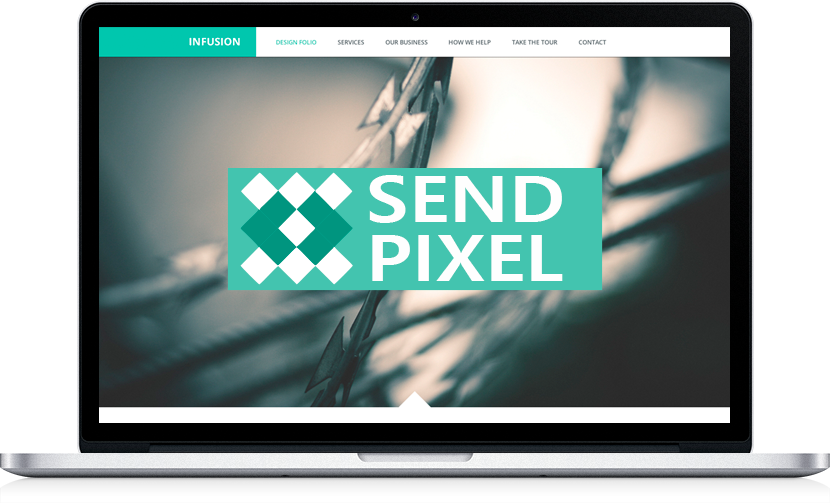 INFUSION DESIGN FOLIO SERVICES OUR BUSINESS HOW WE HELP TAKE THE TOUR CONTACT
SEND
PIXEL